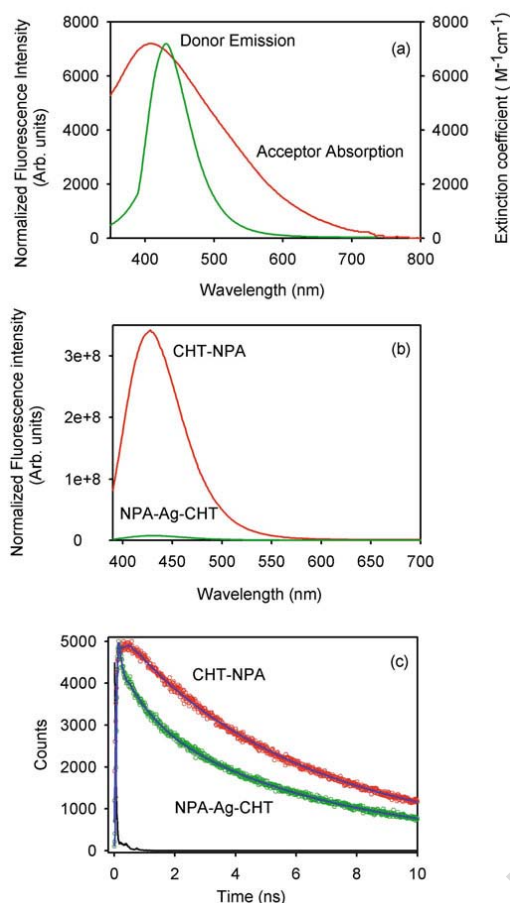 Normalized Fluorescence Intensity
(Arb. units)
8000
6000
4000
2000
0
Donor Emission
(a)
Acceptor Absorption
8000
6000
4000
2000
0
Extinction coefficient ( M⁻¹cm⁻¹)
400 500 600 700 800
Wavelength (nm)
Normalized Fluorescence intensity
(Arb. units)
3e+8
2e+8
1e+8
0
CHT-NPA
(b)
NPA-Ag-CHT
400 450 500 550 600 650 700
Wavelength (nm)
Counts
5000
4000
3000
2000
1000
0
(c)
CHT-NPA
NPA-Ag-CHT
0 2 4 6 8 10
Time (ns)